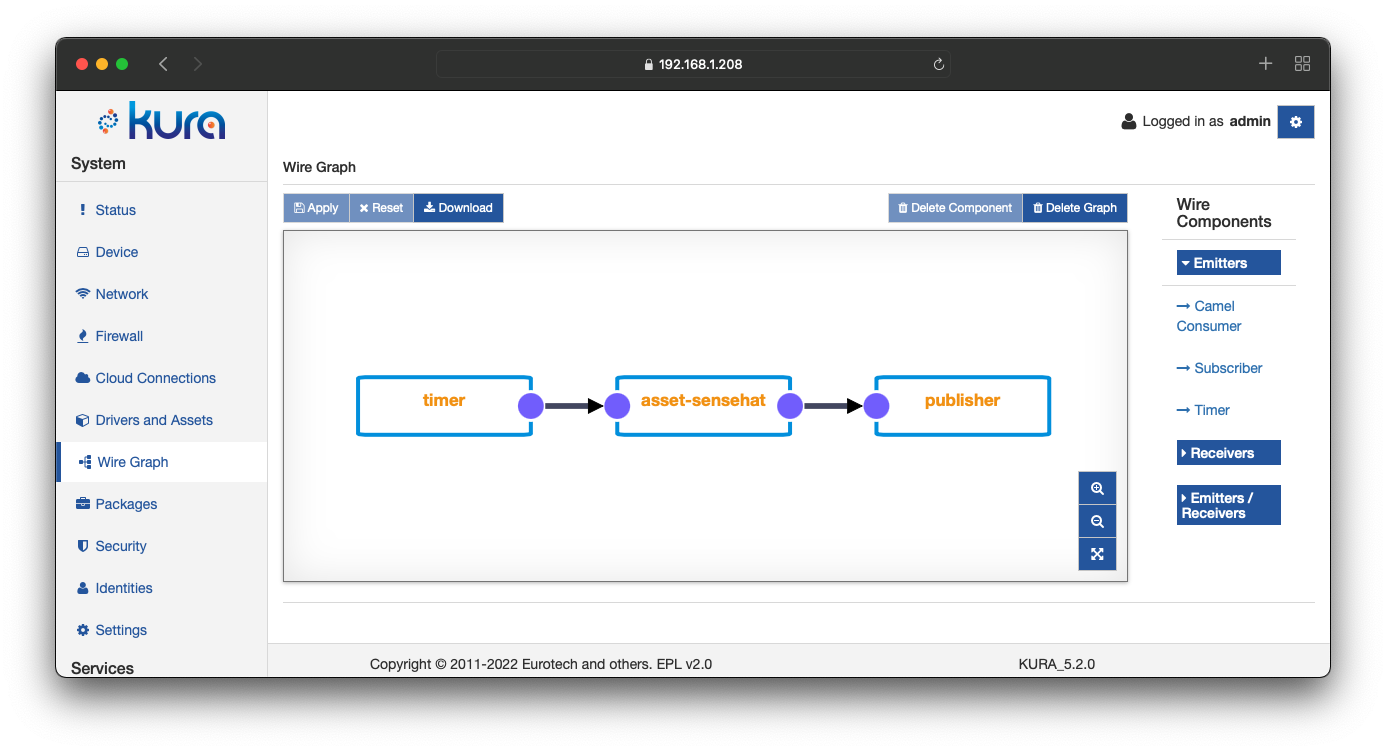 192.168.1.208
kura
Logged in as admin
System
Status
Device
Network
Firewall
Cloud Connections
Drivers and Assets
Wire Graph
Packages
Security
Identities
Settings
Services
Wire Graph
Apply
Reset
Download
Delete Component
Delete Graph
timer
asset-sensehat
publisher
Wire
Components
Emitters
Camel
Consumer
Subscriber
Timer
Receivers
Emitters /
Receivers
Copyright © 2011-2022 Eurotech and others. EPL v2.0
KURA_5.2.0